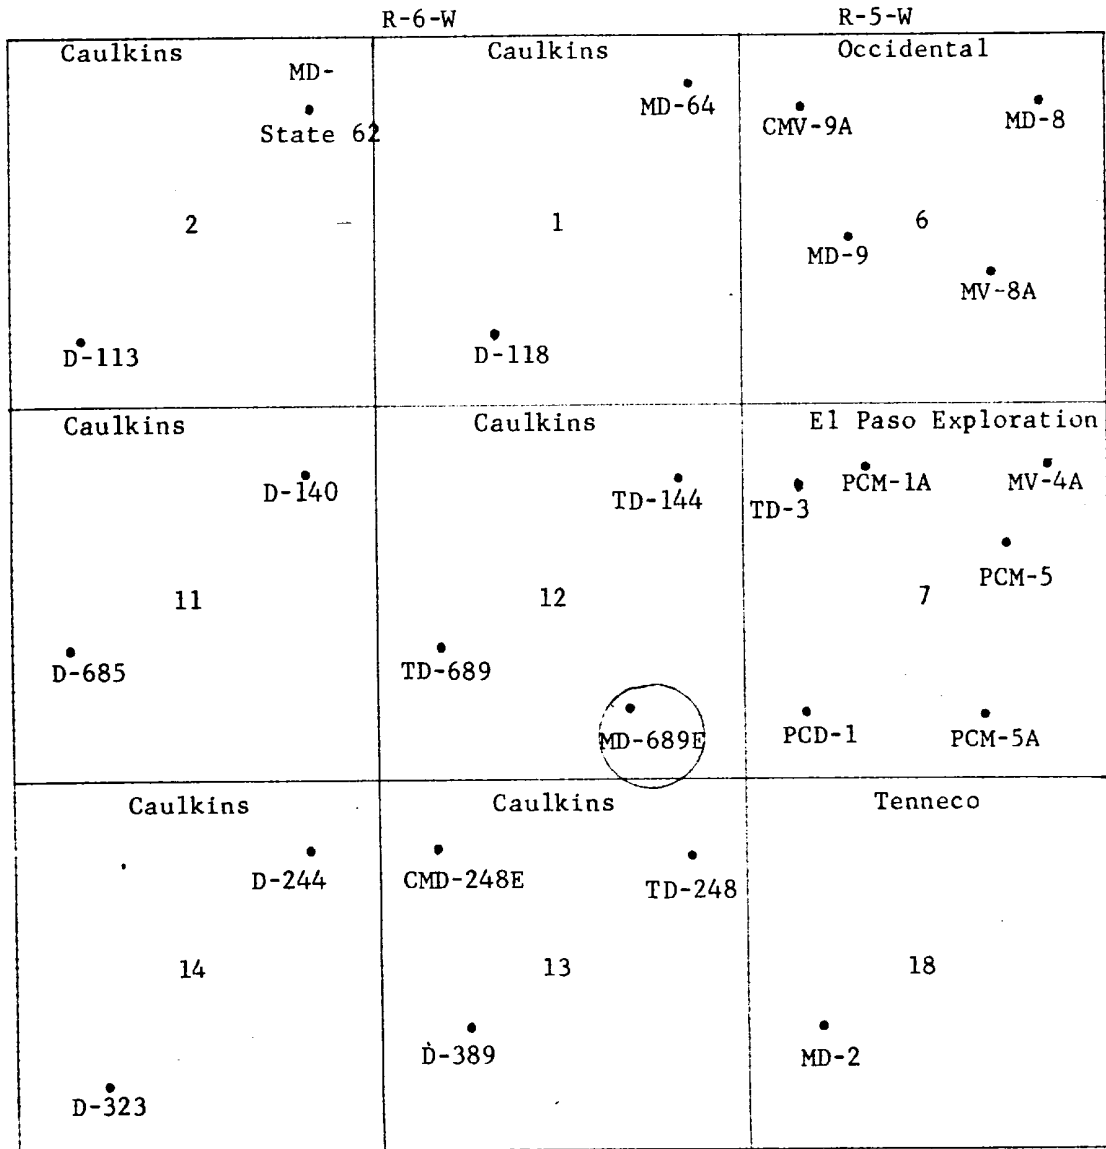 R-6-W R-5-W
Caulkins Caulkins Occidental
MD-
State 62
MD-64
CMV-9A
MD-8
2
1
6
MD-9
MV-8A
D-113
D-118
Caulkins Caulkins El Paso Exploration
D-140
TD-144
TD-3
PCM-1A
MV-4A
PCM-5
11
12
7
D-685
TD-689
MD-689E
PCD-1
PCM-5A
Caulkins Caulkins Tenneco
D-244
CMD-248E
TD-248
14
13
18
D-389
MD-2
D-323